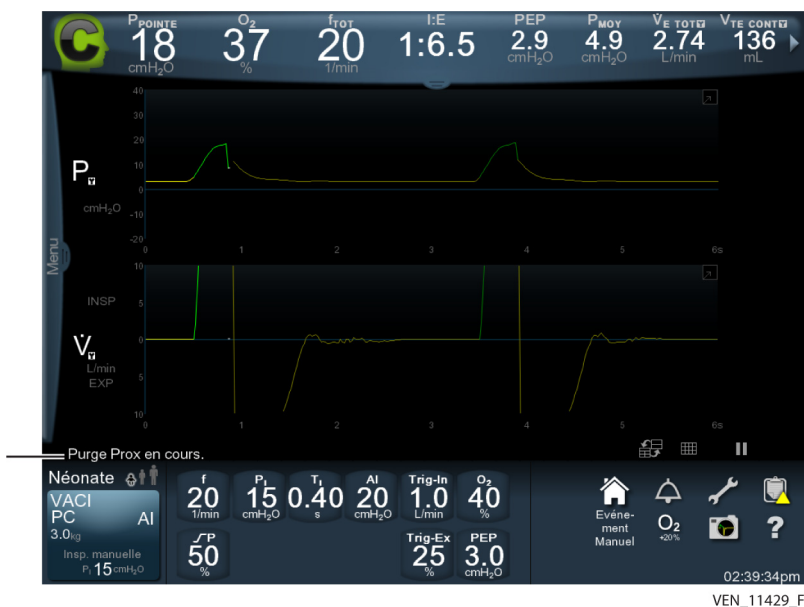 PPOINTE O2 fTOT I:E PEP PMOY V̇E TOT Y VTE CONT Y
18 37 20 1:6.5 2.9 4.9 2.74 136
cmH2O % 1/min cmH2O cmH2O L/min mL
40
30
20
P Y 10
0
cmH2O -10
-20
0 1 2 3 4 5 6s
Menu
10
INSP 5
V̇ Y 0
L/min
EXP 5
10
0 1 2 3 4 5 6s
Purge Prox en cours.
Néonate
f PI TI AI Trig-In O2
20 15 0.40 20 1.0 40
1/min cmH2O s cmH2O L/min %
VACI
PC AI
3.0kg
Insp. manuelle
PI 15 cmH2O
P Trig-Ex PEP
50 25 3.0
% % cmH2O
Evéne-
ment
Manuel
O2
+20%
?
02:39:34pm
VEN_11429_F